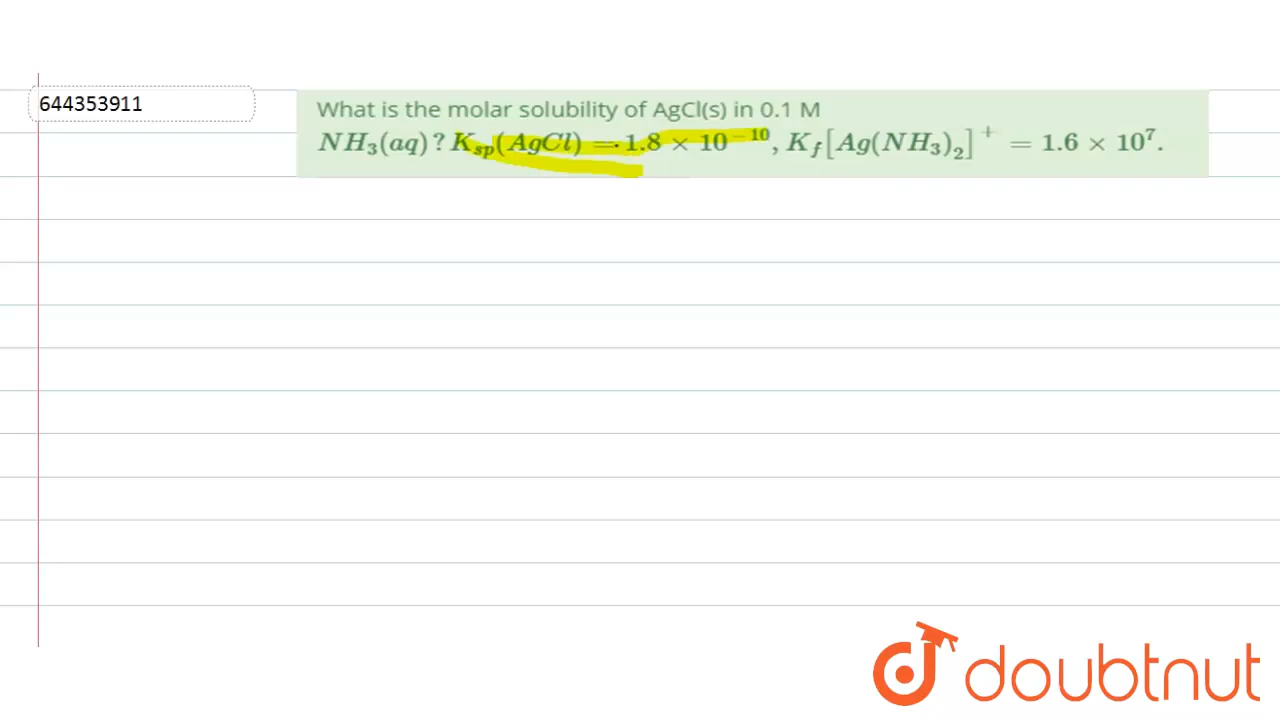 644353911
What is the molar solubility of AgCl(s) in 0.1 M
NH₃(aq)? Kₛₚ(AgCl) = 1.8 × 10⁻¹⁰, K_f[Ag(NH₃)₂]⁺ = 1.6 × 10⁷.
doubtnut